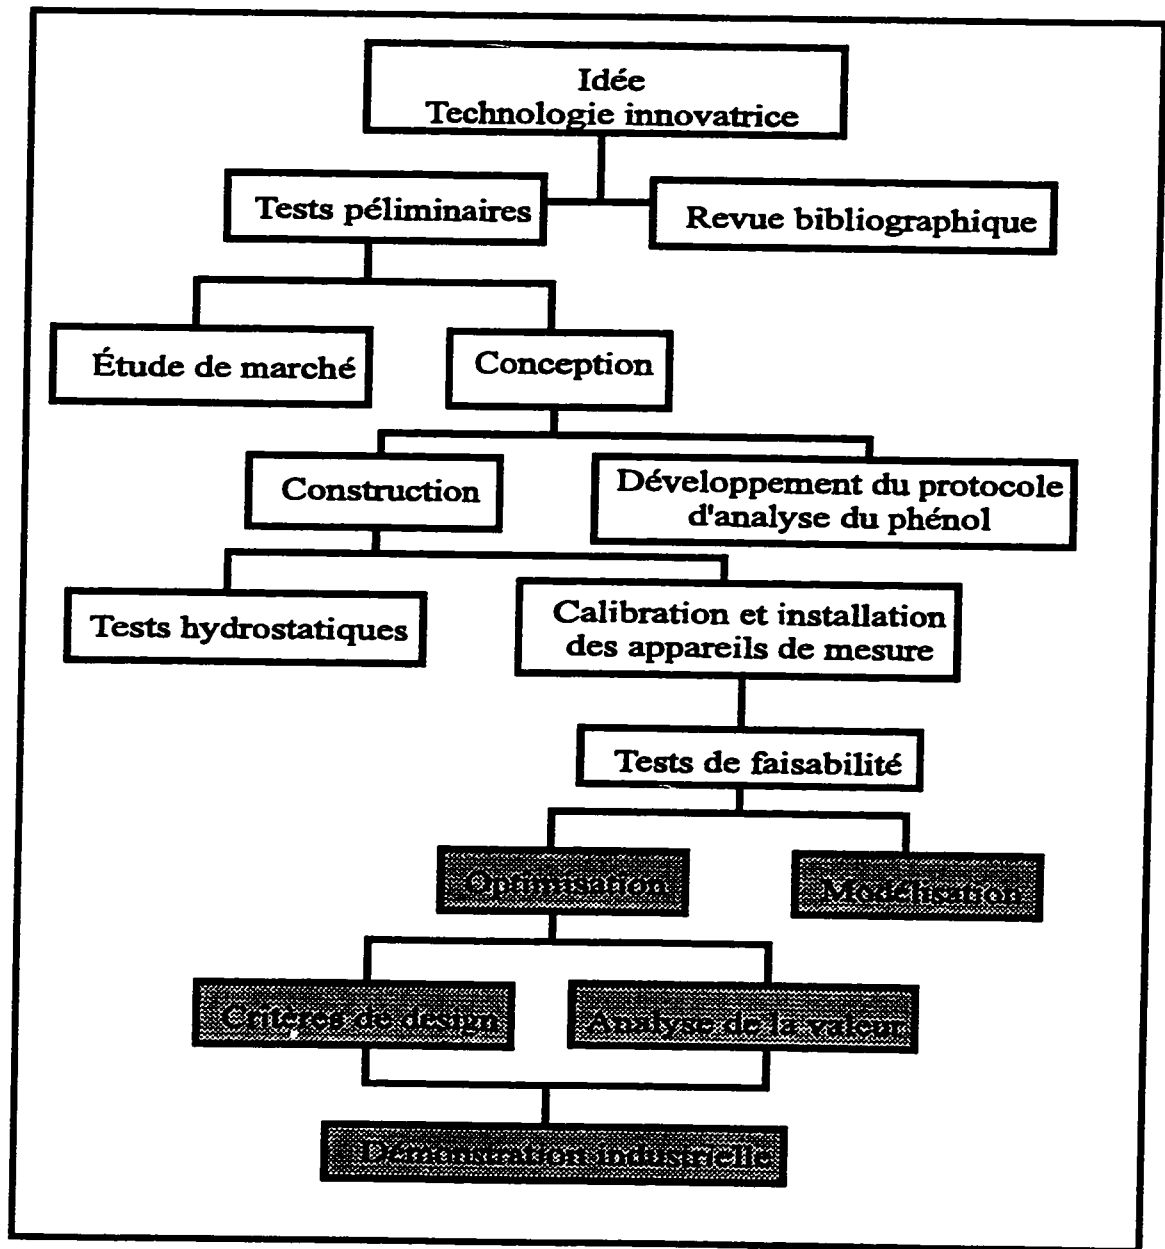 Idée
Technologie innovatrice
Tests péliminaires
Revue bibliographique
Étude de marché
Conception
Construction
Développement du protocole
d'analyse du phénol
Tests hydrostatiques
Calibration et installation
des appareils de mesure
Tests de faisabilité
Optimisation
Modélisation
Critères de design
Analyse de la valeur
Démonstration industrielle